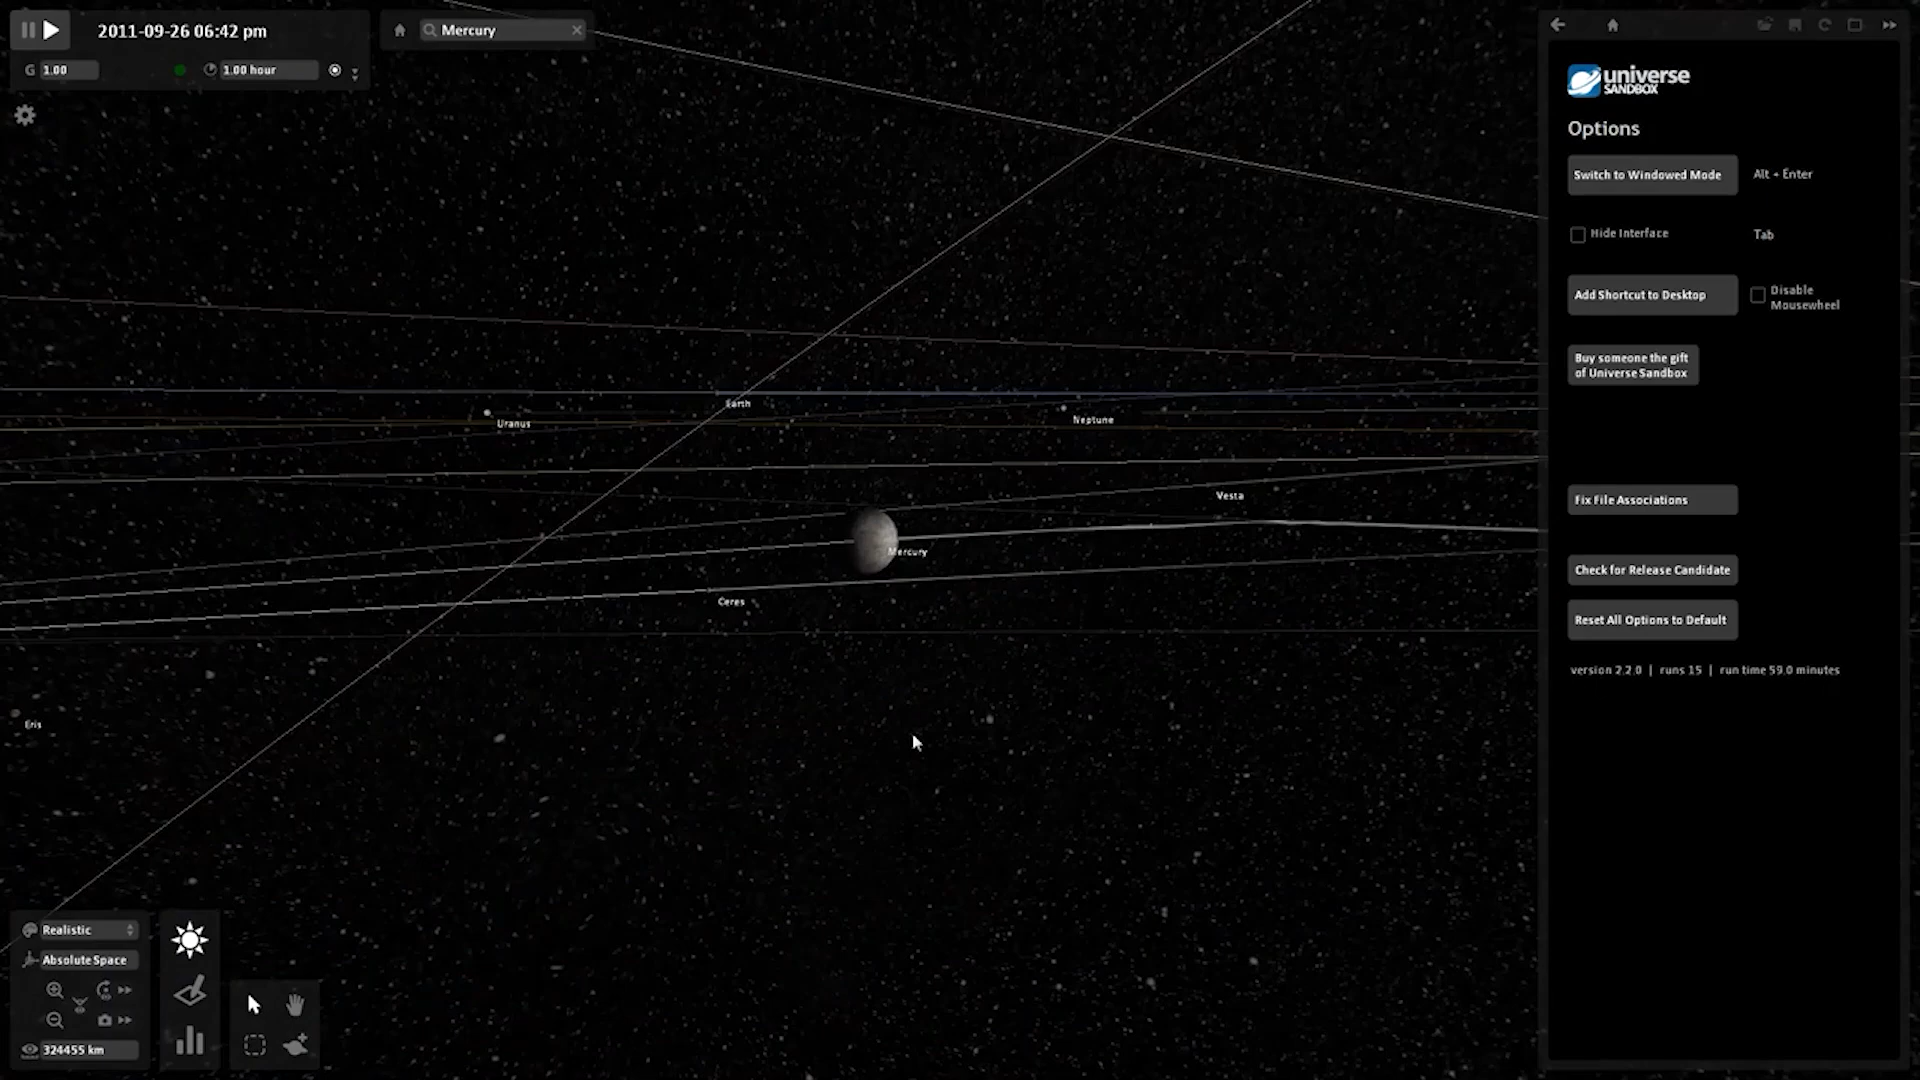 2011-09-26 06:42 pm
Mercury
G 1.00
1.00 hour
universe
SANDBOX
Options
Switch to Windowed Mode
Alt + Enter
Hide Interface
Tab
Add Shortcut to Desktop
Disable
Mousewheel
Buy someone the gift
of Universe Sandbox
Earth
Uranus
Neptune
Vesta
Fix File Associations
Mercury
Check for Release Candidate
Ceres
Reset All Options to Default
version 2.2.0 | runs 15 | run time 59.0 minutes
Eris
Realistic
Absolute Space
324455 km